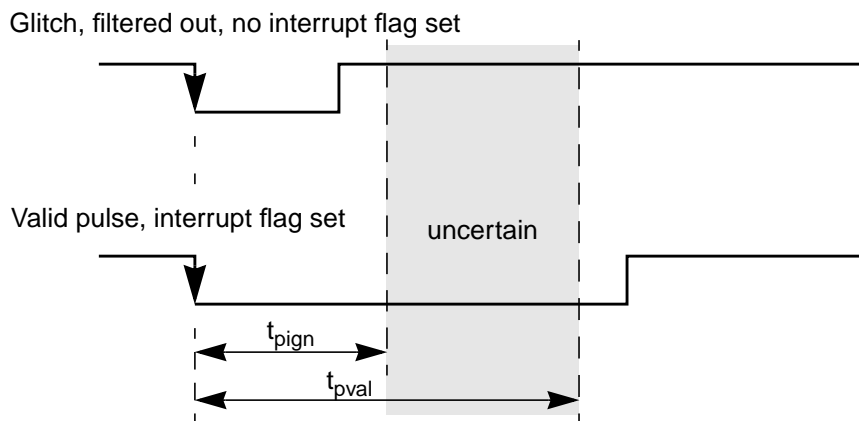 Glitch, filtered out, no interrupt flag set
Valid pulse, interrupt flag set
uncertain
tpign
tpval